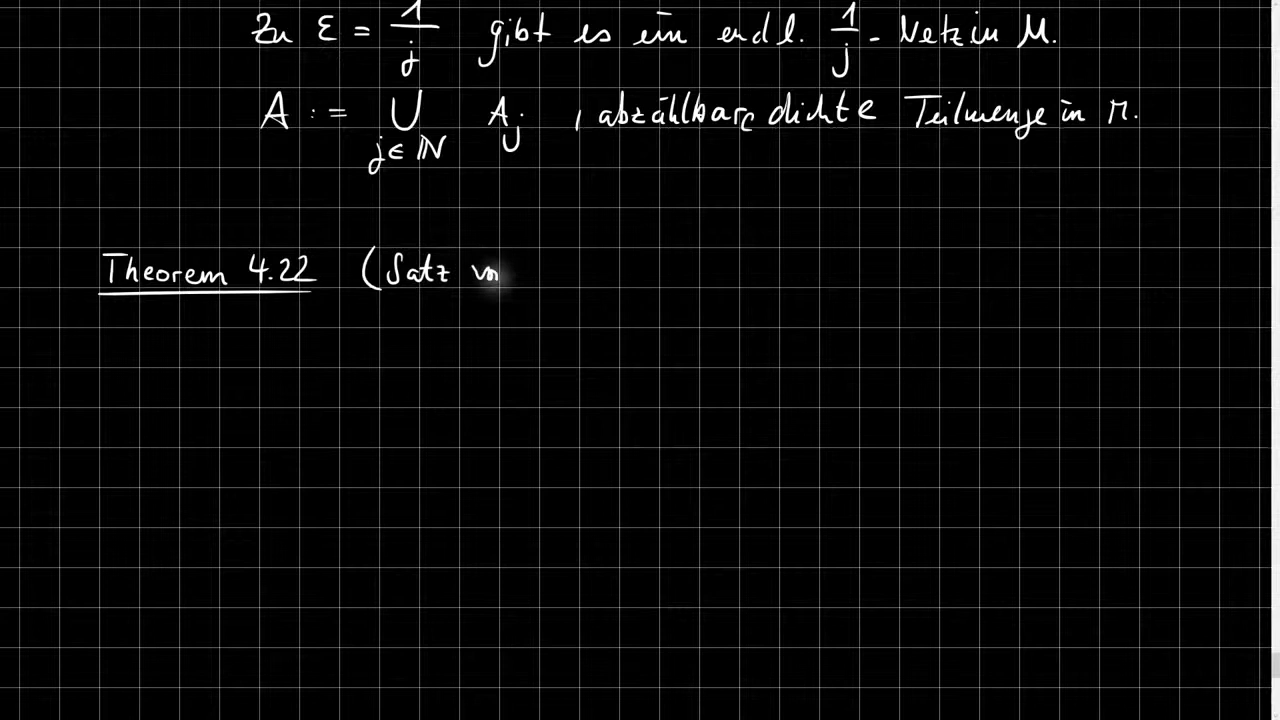 Zu ε = 1/j gibt es ein endl. 1/j - Netz in M.
A := ⋃_{j∈ℕ} A_j , abzählbare dichte Teilmenge in M.
Theorem 4.22 (Satz von